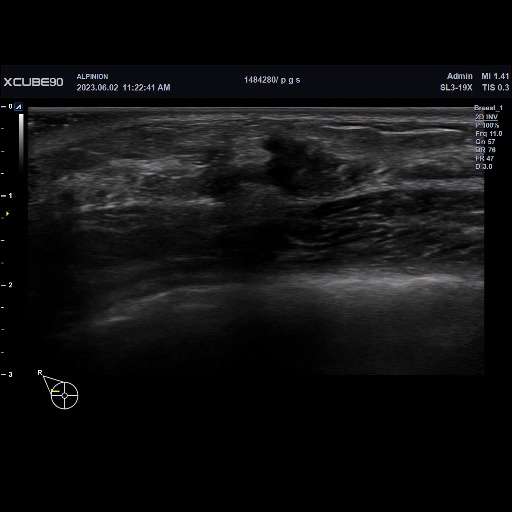 XCUBE90
ALPINION
2023.06.02 11:22:41 AM
1484280/ p g s
Admin MI 1.41
SL3-19X TIS 0.3
Breast_1
2D INV
P 100%
Frq 11.0
Gn 57
DR 76
FR 47
D 3.0
0
1
2
3
R